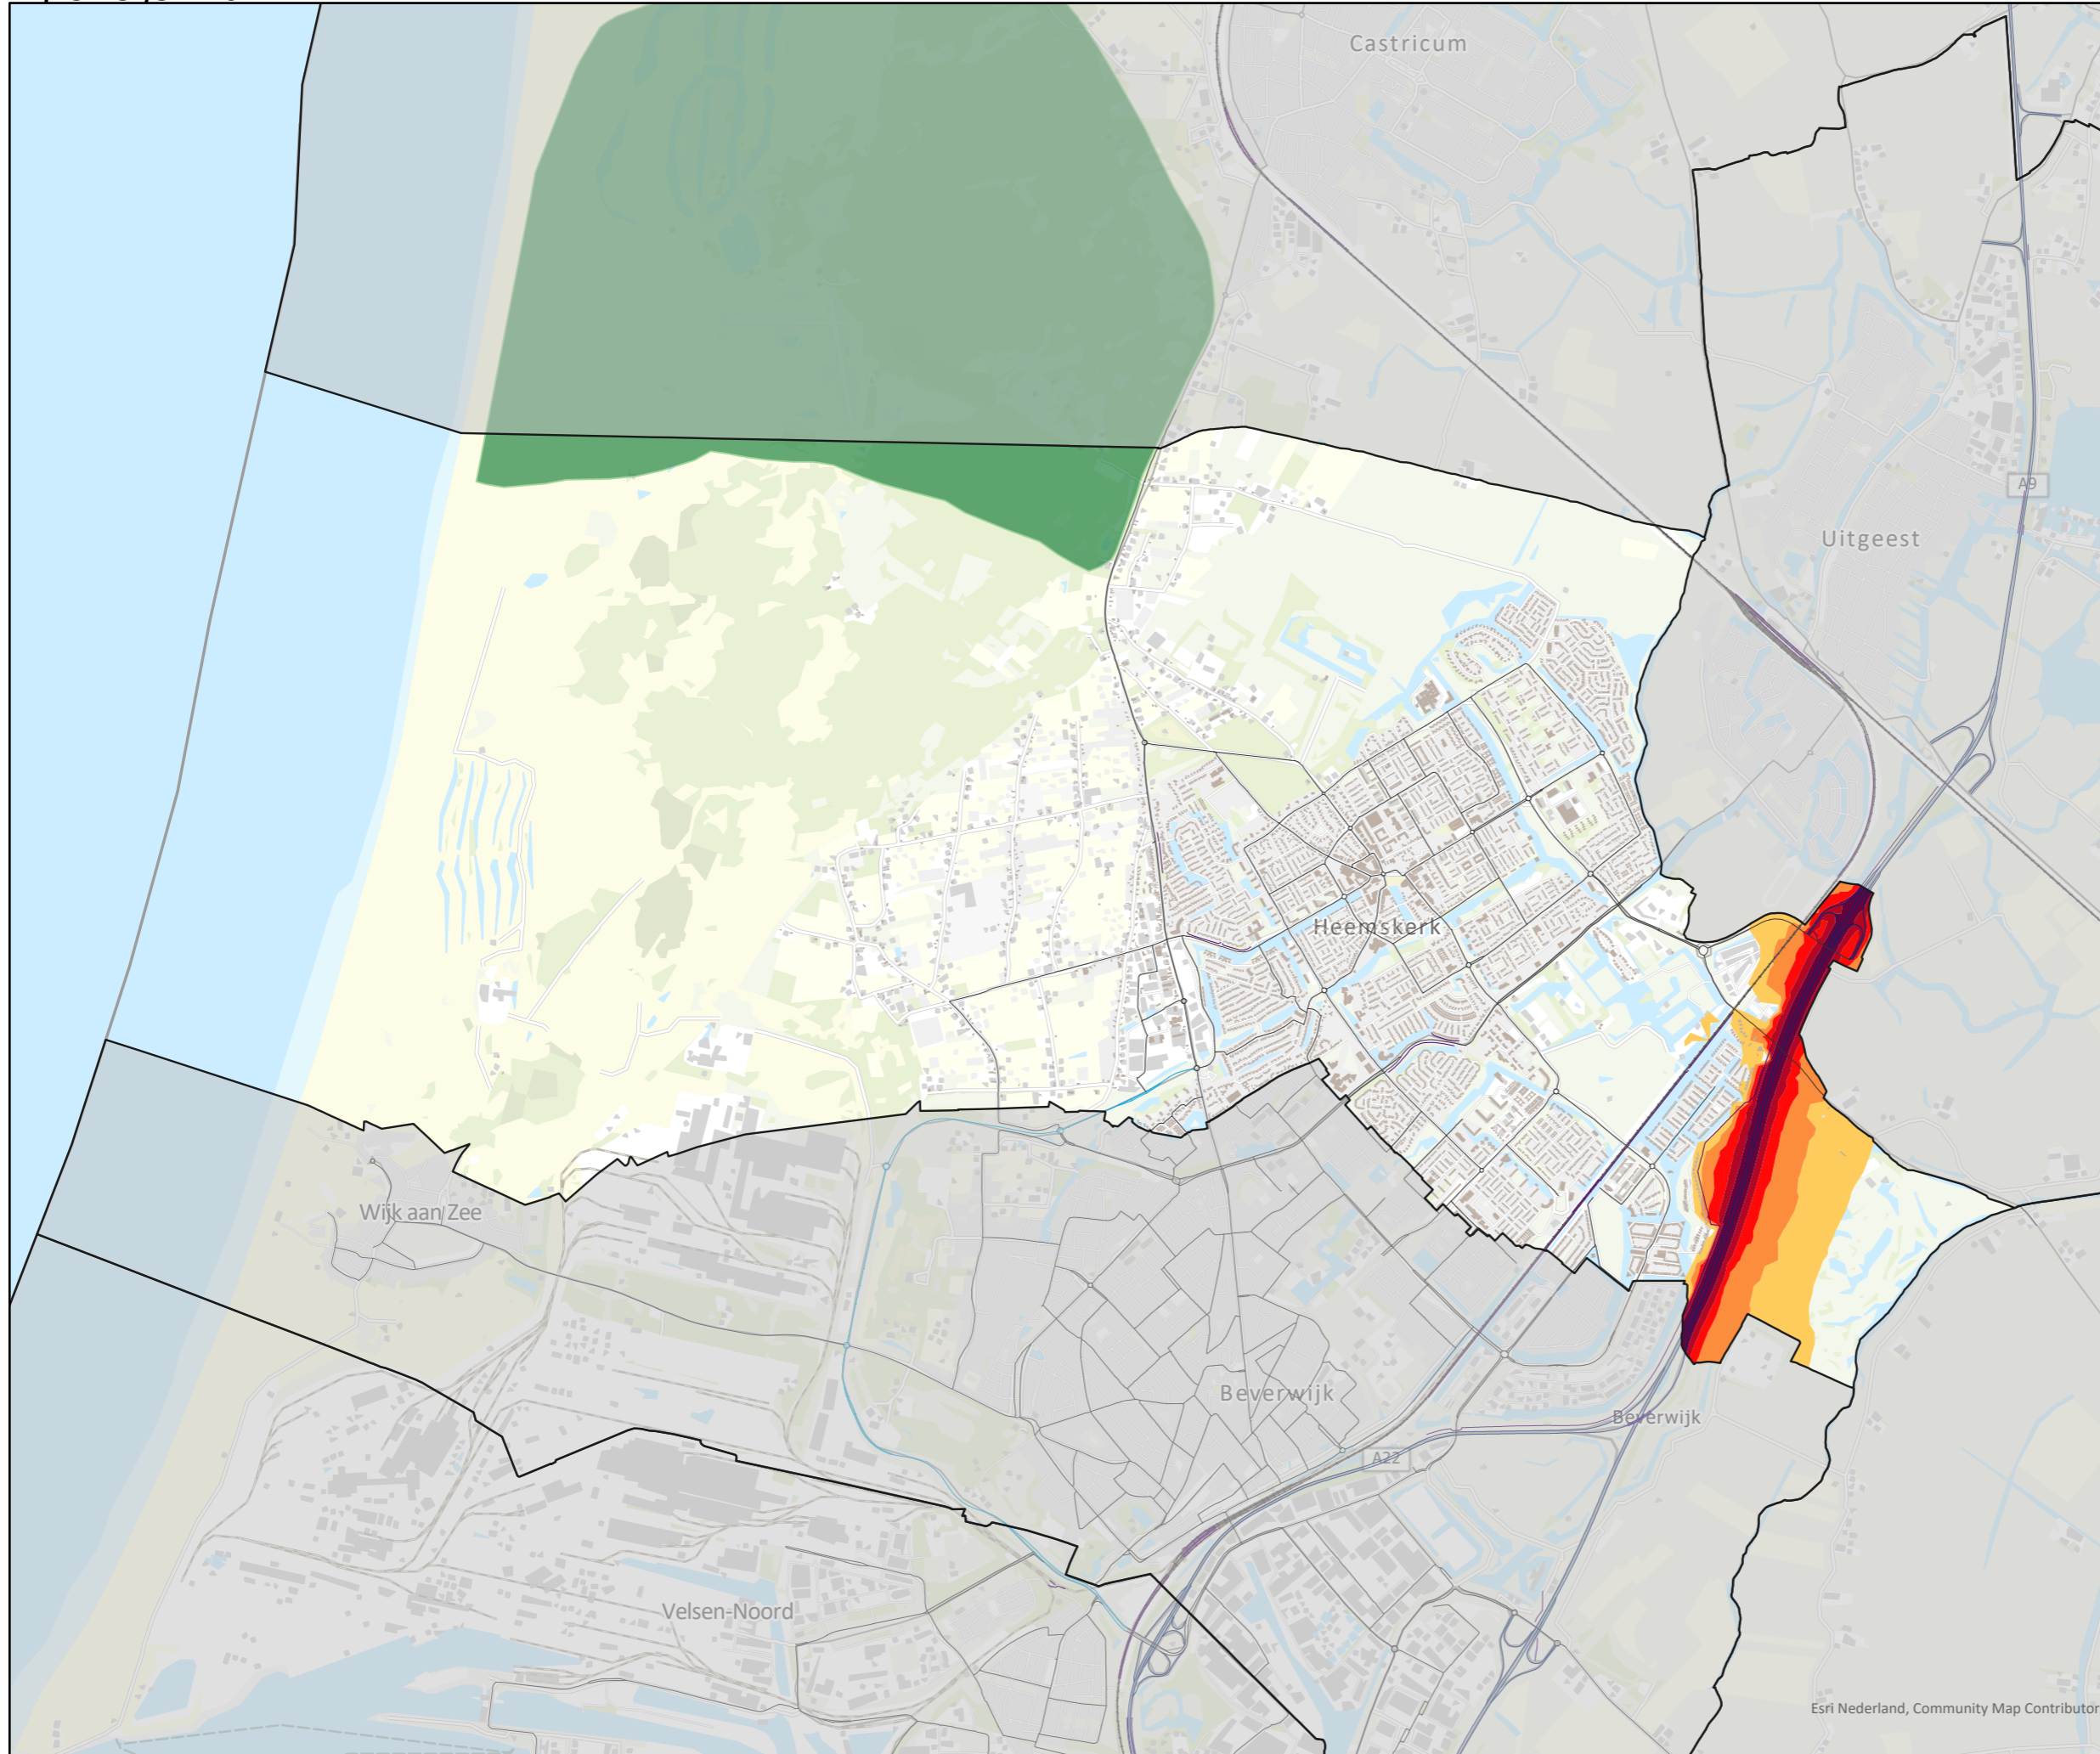 Castricum
A9
Uitgeest
Heemskerk
Wijk aan Zee
Beverwijk
Beverwijk
A22
Velsen-Noord
Esri Nederland, Community Map Contributor